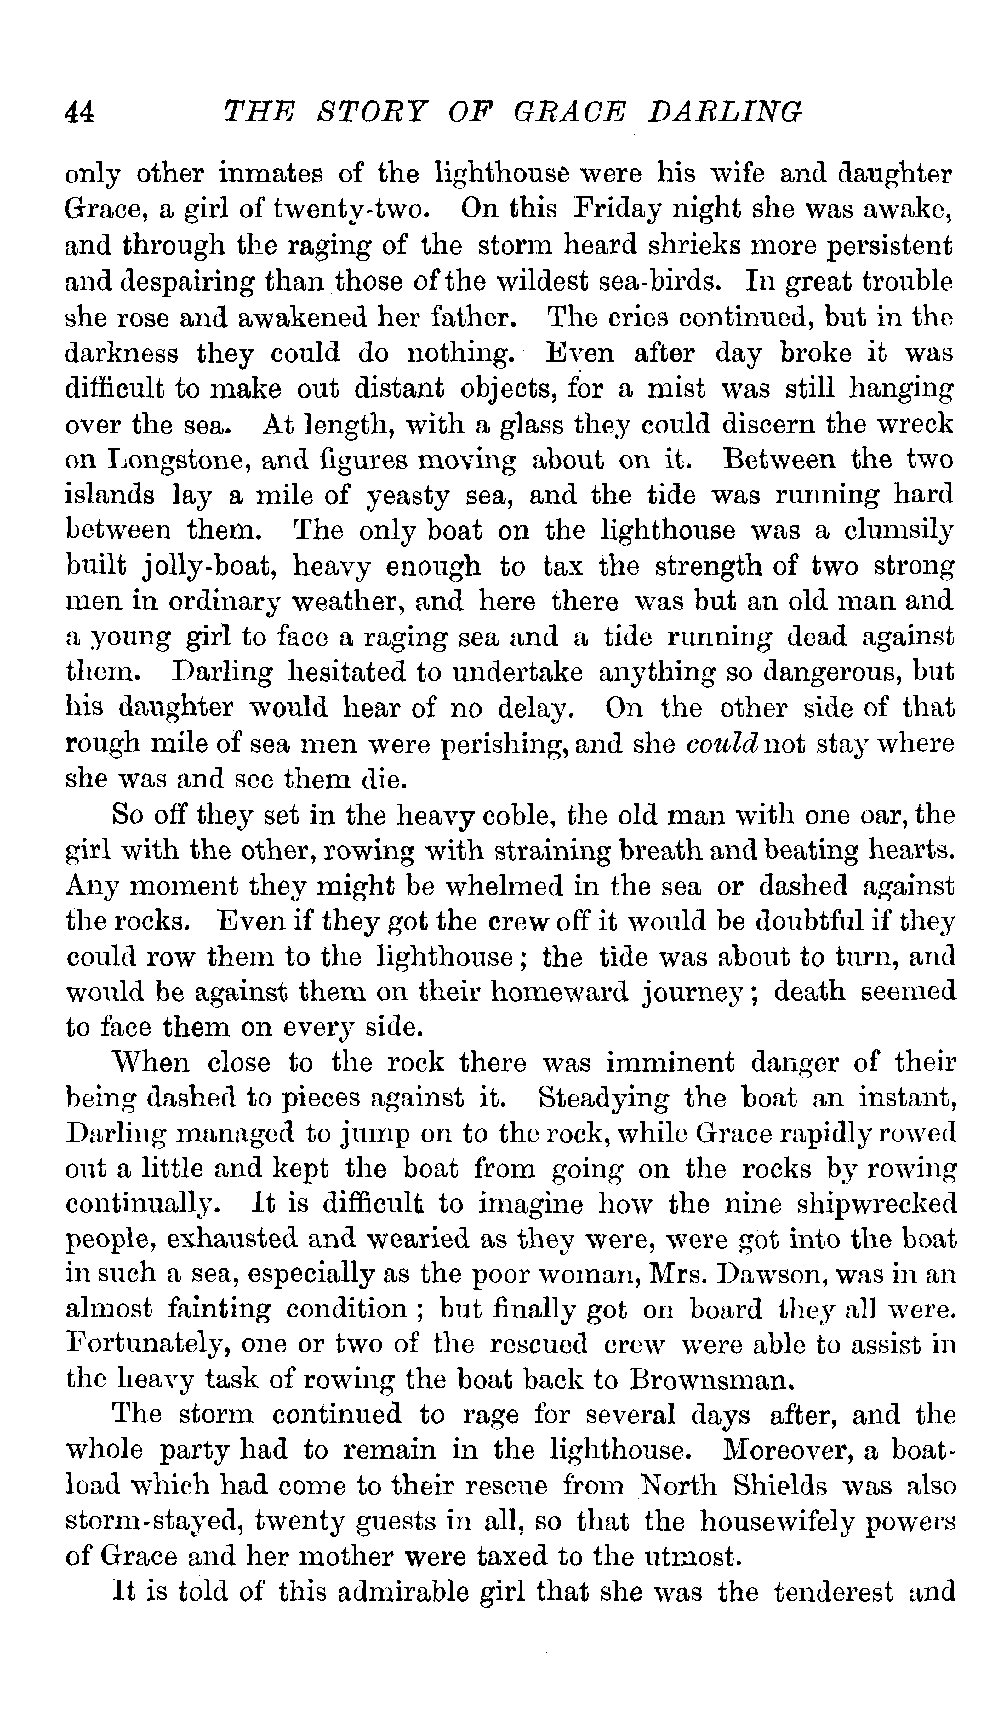 44 THE STORY OF GRACE DARLING
only other inmates of the lighthouse were his wife and daughter
Grace, a girl of twenty-two. On this Friday night she was awake,
and through the raging of the storm heard shrieks more persistent
and despairing than those of the wildest sea-birds. In great trouble
she rose and awakened her father. The cries continued, but in the
darkness they could do nothing. Even after day broke it was
difficult to make out distant objects, for a mist was still hanging
over the sea. At length, with a glass they could discern the wreck
on Longstone, and figures moving about on it. Between the two
islands lay a mile of yeasty sea, and the tide was running hard
between them. The only boat on the lighthouse was a clumsily
built jolly-boat, heavy enough to tax the strength of two strong
men in ordinary weather, and here there was but an old man and
a young girl to face a raging sea and a tide running dead against
them. Darling hesitated to undertake anything so dangerous, but
his daughter would hear of no delay. On the other side of that
rough mile of sea men were perishing, and she could not stay where
she was and see them die.
So off they set in the heavy coble, the old man with one oar, the
girl with the other, rowing with straining breath and beating hearts.
Any moment they might be whelmed in the sea or dashed against
the rocks. Even if they got the crew off it would be doubtful if they
could row them to the lighthouse; the tide was about to turn, and
would be against them on their homeward journey; death seemed
to face them on every side.
When close to the rock there was imminent danger of their
being dashed to pieces against it. Steadying the boat an instant,
Darling managed to jump on to the rock, while Grace rapidly rowed
out a little and kept the boat from going on the rocks by rowing
continually. It is difficult to imagine how the nine shipwrecked
people, exhausted and wearied as they were, were got into the boat
in such a sea, especially as the poor woman, Mrs. Dawson, was in an
almost fainting condition; but finally got on board they all were.
Fortunately, one or two of the rescued crew were able to assist in
the heavy task of rowing the boat back to Brownsman.
The storm continued to rage for several days after, and the
whole party had to remain in the lighthouse. Moreover, a boat-
load which had come to their rescue from North Shields was also
storm-stayed, twenty guests in all, so that the housewifely powers
of Grace and her mother were taxed to the utmost.
It is told of this admirable girl that she was the tenderest and